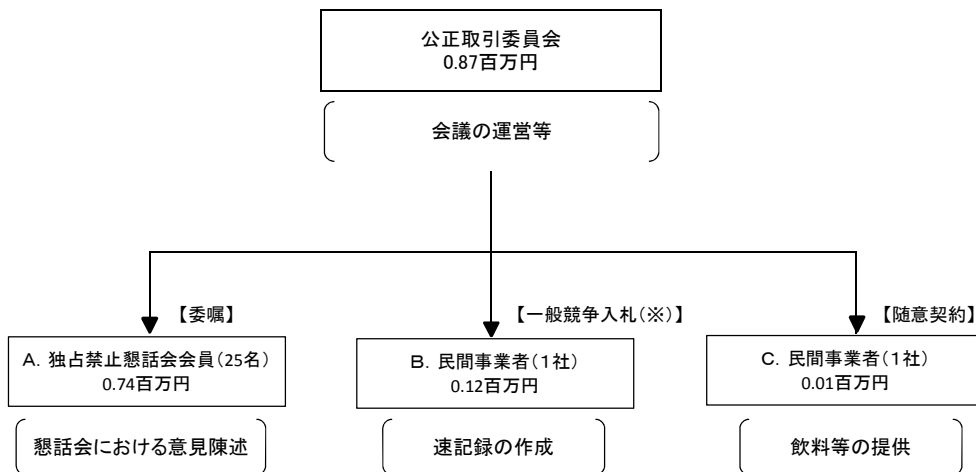 公正取引委員会
0.87百万円
会議の運営等
【委嘱】
【一般競争入札(※)】
【随意契約】
A. 独占禁止懇話会会員(25名)
0.74百万円
B. 民間事業者(1社)
0.12百万円
C. 民間事業者(1社)
0.01百万円
懇話会における意見陳述
速記録の作成
飲料等の提供